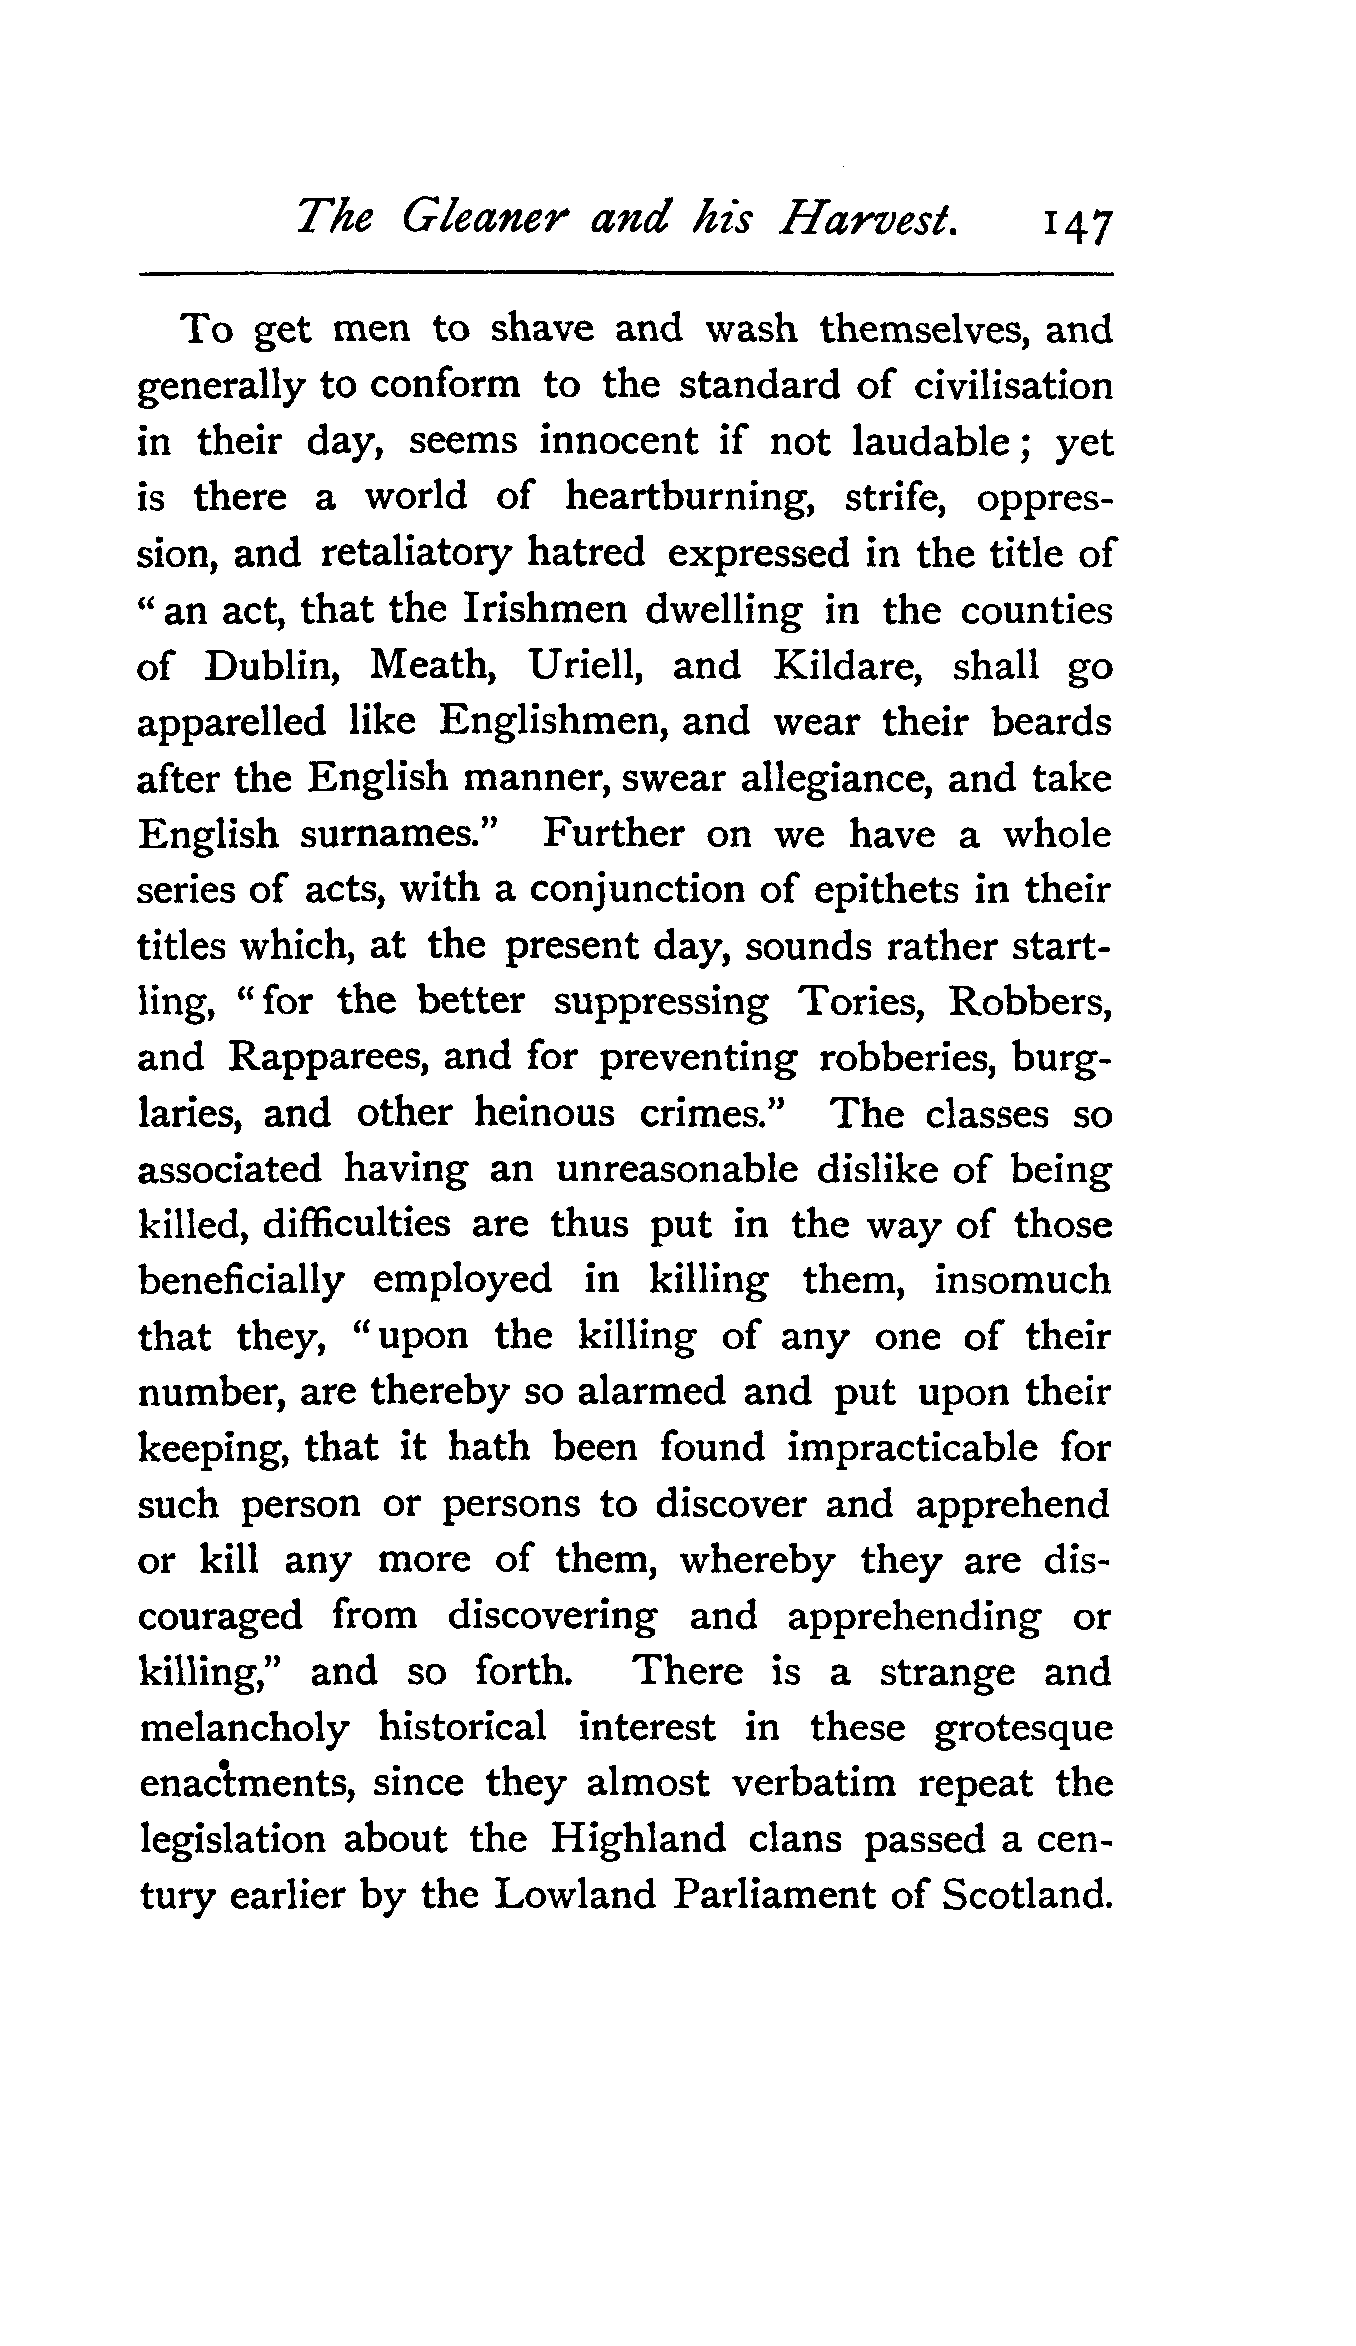 The Gleaner and his Harvest. 147
To get men to shave and wash themselves, and
generally to conform to the standard of civilisation
in their day, seems innocent if not laudable ; yet
is there a world of heartburning, strife, oppres-
sion, and retaliatory hatred expressed in the title of
“ an act, that the Irishmen dwelling in the counties
of Dublin, Meath, Uriell, and Kildare, shall go
apparelled like Englishmen, and wear their beards
after the English manner, swear allegiance, and take
English surnames.” Further on we have a whole
series of acts, with a conjunction of epithets in their
titles which, at the present day, sounds rather start-
ling, “ for the better suppressing Tories, Robbers,
and Rapparees, and for preventing robberies, burg-
laries, and other heinous crimes.” The classes so
associated having an unreasonable dislike of being
killed, difficulties are thus put in the way of those
beneficially employed in killing them, insomuch
that they, “ upon the killing of any one of their
number, are thereby so alarmed and put upon their
keeping, that it hath been found impracticable for
such person or persons to discover and apprehend
or kill any more of them, whereby they are dis-
couraged from discovering and apprehending or
killing,” and so forth. There is a strange and
melancholy historical interest in these grotesque
enactments, since they almost verbatim repeat the
legislation about the Highland clans passed a cen-
tury earlier by the Lowland Parliament of Scotland.